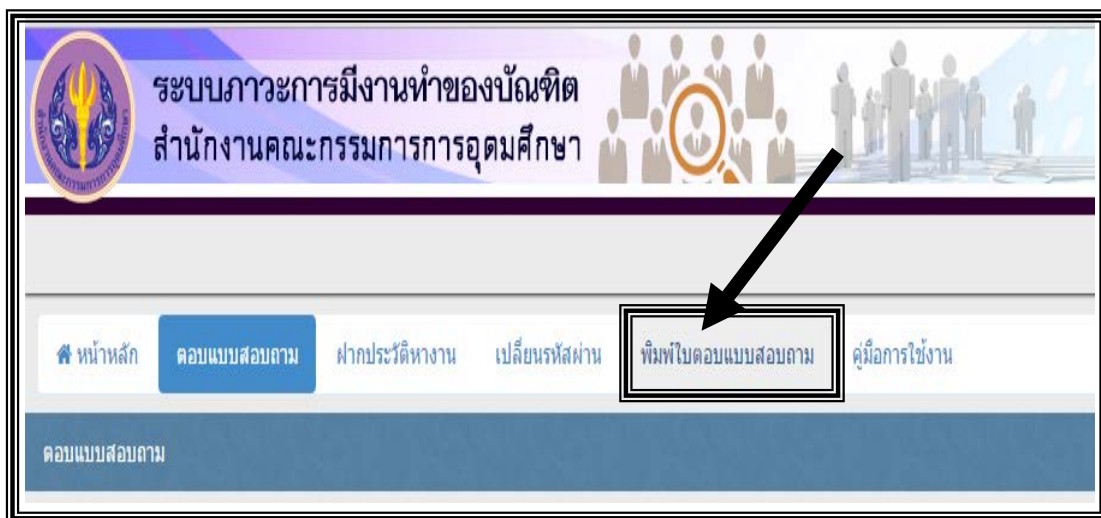 ระบบภาวะการมีงานทำของบัณฑิต
สำนักงานคณะกรรมการการอุดมศึกษา
หน้าหลัก ตอบแบบสอบถาม ฝากประวัติหางาน เปลี่ยนรหัสผ่าน พิมพ์ใบตอบแบบสอบถาม คู่มือการใช้งาน
ตอบแบบสอบถาม